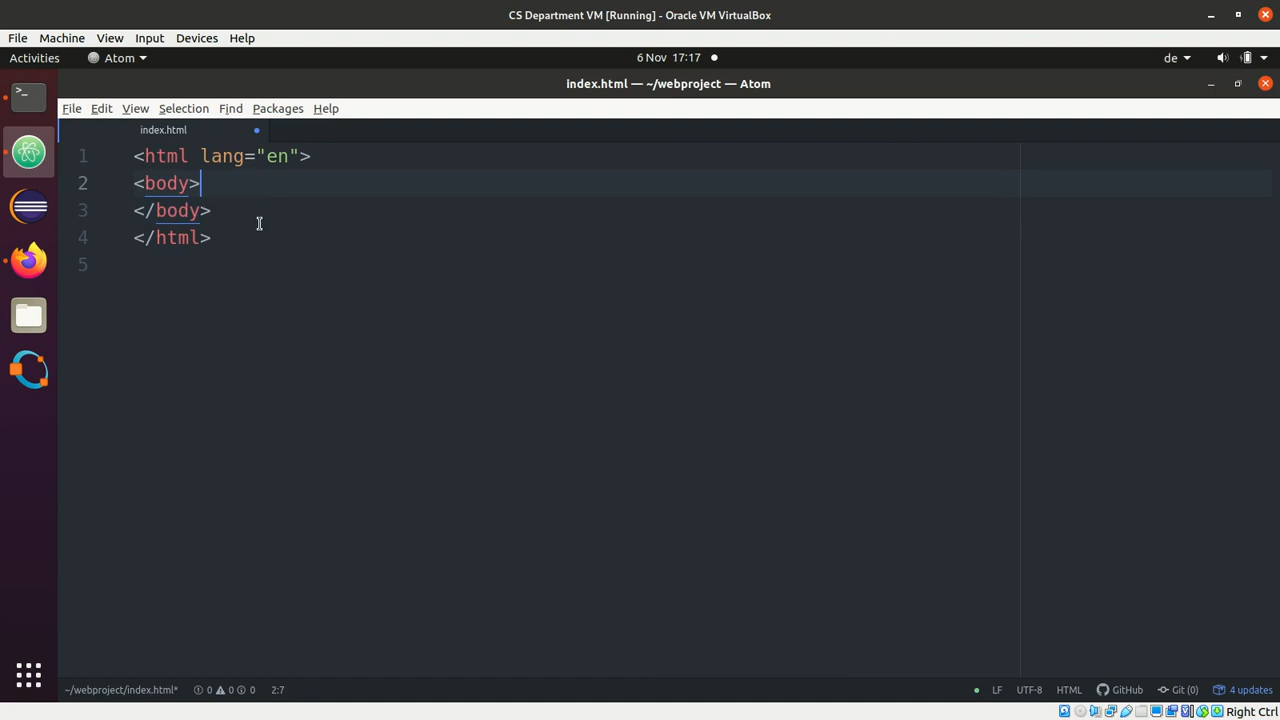 CS Department VM [Running] - Oracle VM VirtualBox
File Machine View Input Devices Help
Activities Atom 6 Nov 17:17 de
index.html — ~/webproject — Atom
File Edit View Selection Find Packages Help
index.html
1 <html lang="en">
2 <body>
3 </body>
4 </html>
5
~/webproject/index.html* 0 0 0 2:7 LF UTF-8 HTML GitHub Git (0) 4 updates
Right Ctrl